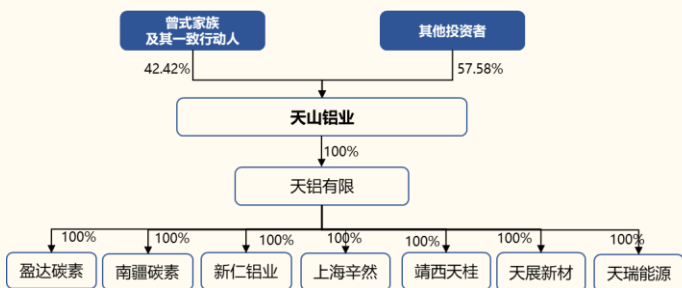 曾式家族
及其一致行动人
其他投资者
42.42%
57.58%
天山铝业
100%
天铝有限
100%
100%
100%
100%
100%
100%
100%
盈达碳素
南疆碳素
新仁铝业
上海辛然
靖西天桂
天展新材
天瑞能源